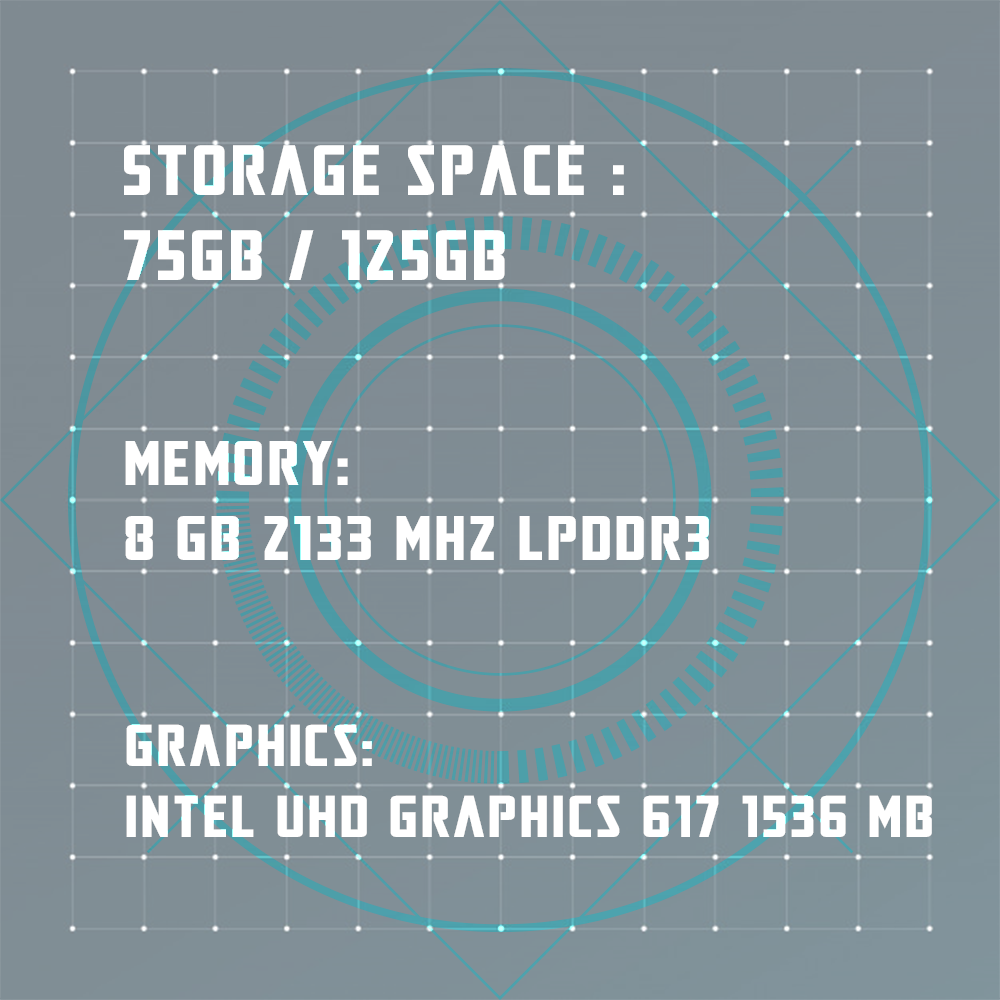 STORAGE SPACE :
75GB / 125GB
MEMORY:
8 GB 2133 MHZ LPDDR3
GRAPHICS:
INTEL UHD GRAPHICS 617 1536 MB